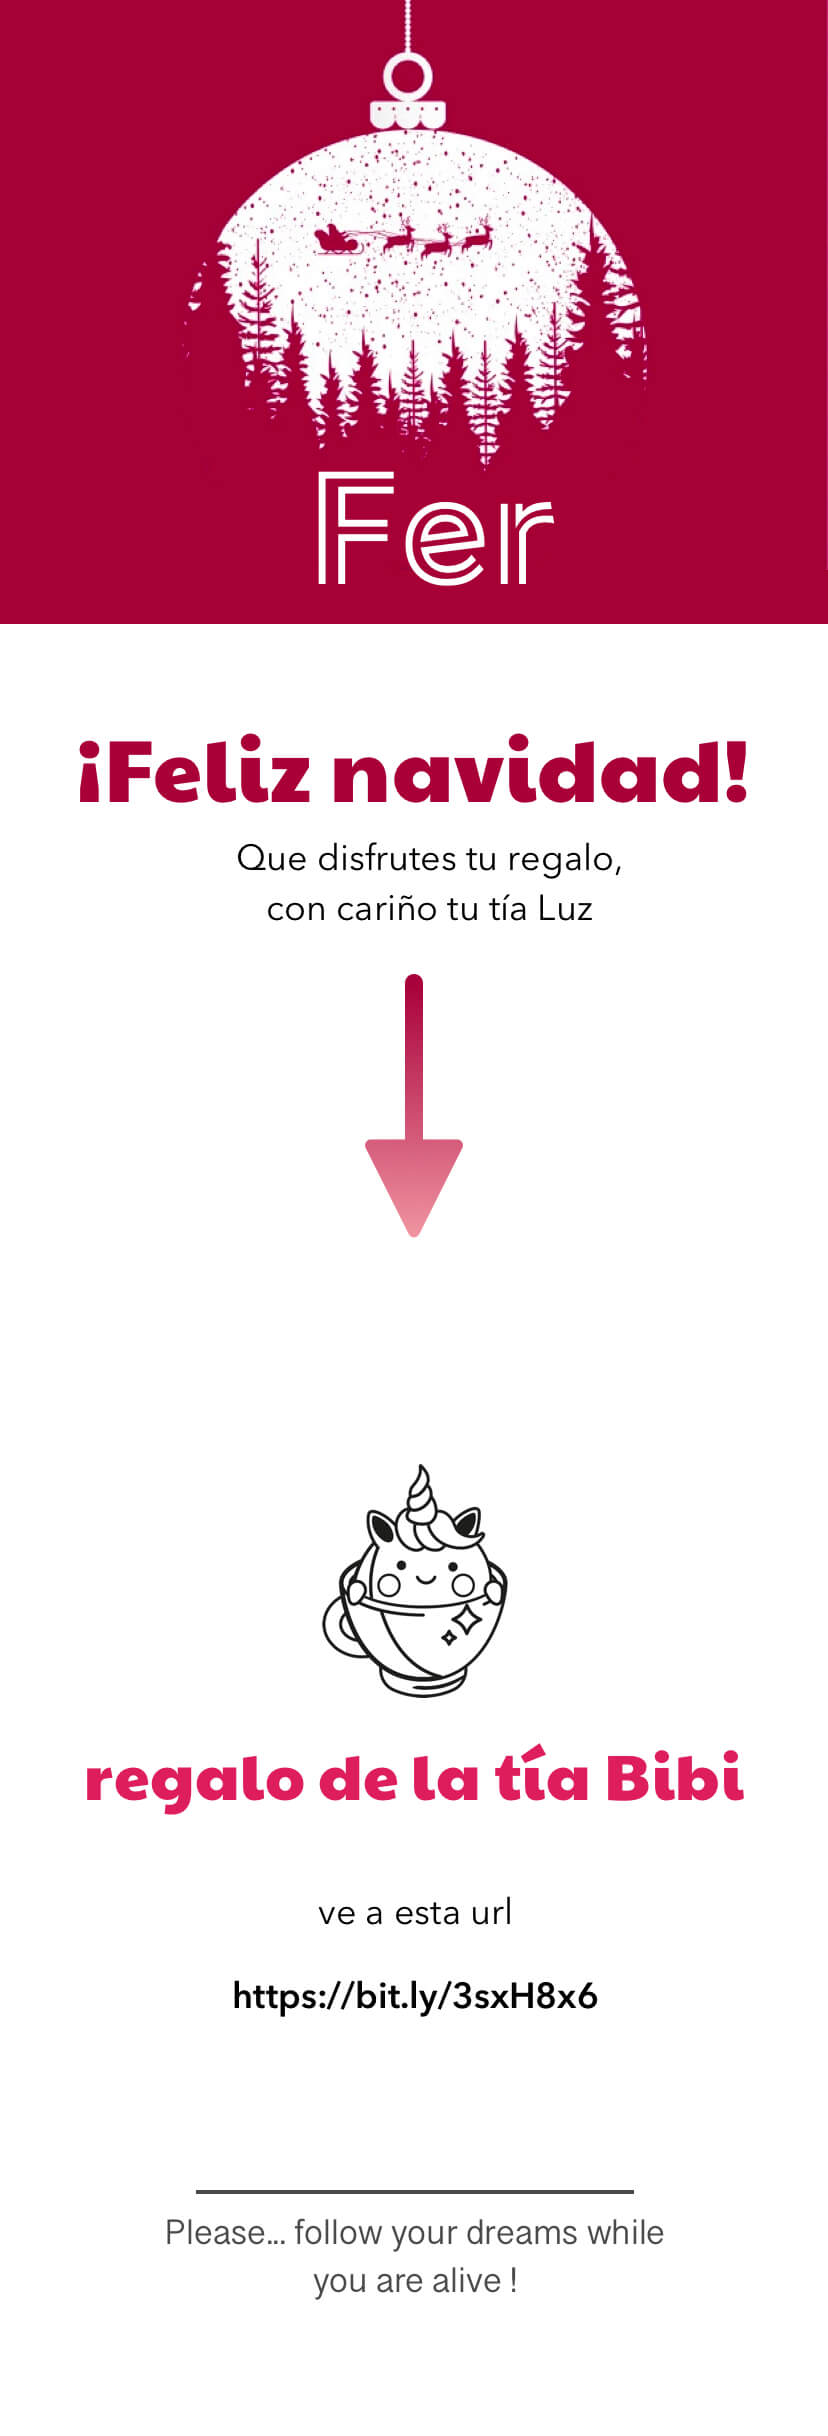 Fer
¡Feliz navidad!
Que disfrutes tu regalo,
con cariño tu tía Luz
regalo de la tía Bibi
ve a esta url
https://bit.ly/3sxH8x6
Please... follow your dreams while
you are alive !